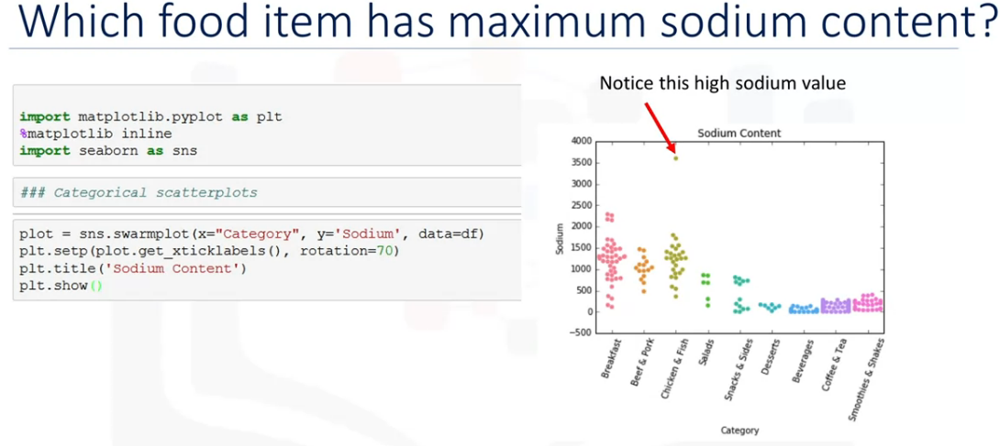 Which food item has maximum sodium content?
import matplotlib.pyplot as plt
%matplotlib inline
import seaborn as sns
### Categorical scatterplots
plot = sns.swarmplot(x="Category", y='Sodium', data=df)
plt.setp(plot.get_xticklabels(), rotation=70)
plt.title('Sodium Content')
plt.show()
Notice this high sodium value
Sodium Content
4000
3500
3000
2500
2000
1500
1000
500
0
−500
Sodium
Breakfast
Beef & Pork
Chicken & Fish
Salads
Snacks & Sides
Desserts
Beverages
Coffee & Tea
Smoothies & Shakes
Category